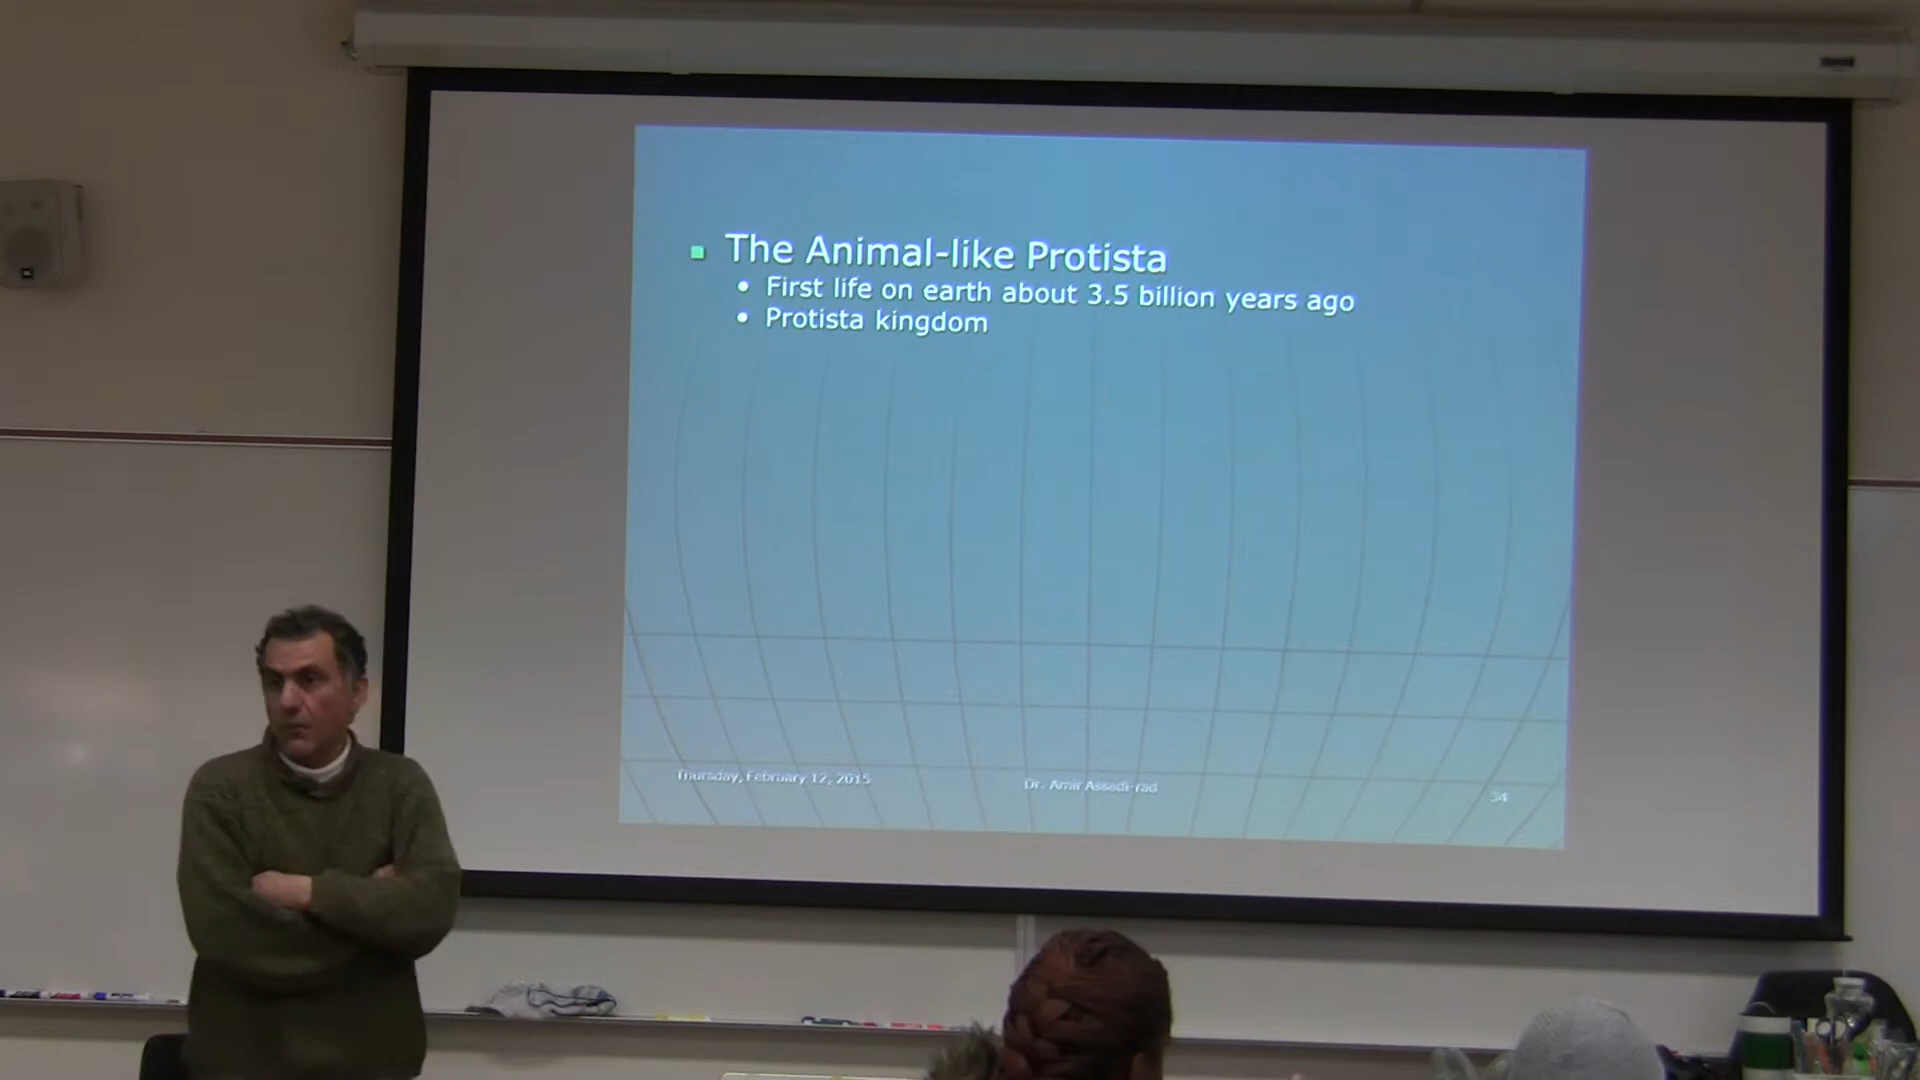 The Animal-like Protista
First life on earth about 3.5 billion years ago
Protista kingdom
Thursday, February 12, 2015
Dr. Amir Assadi-rad
34